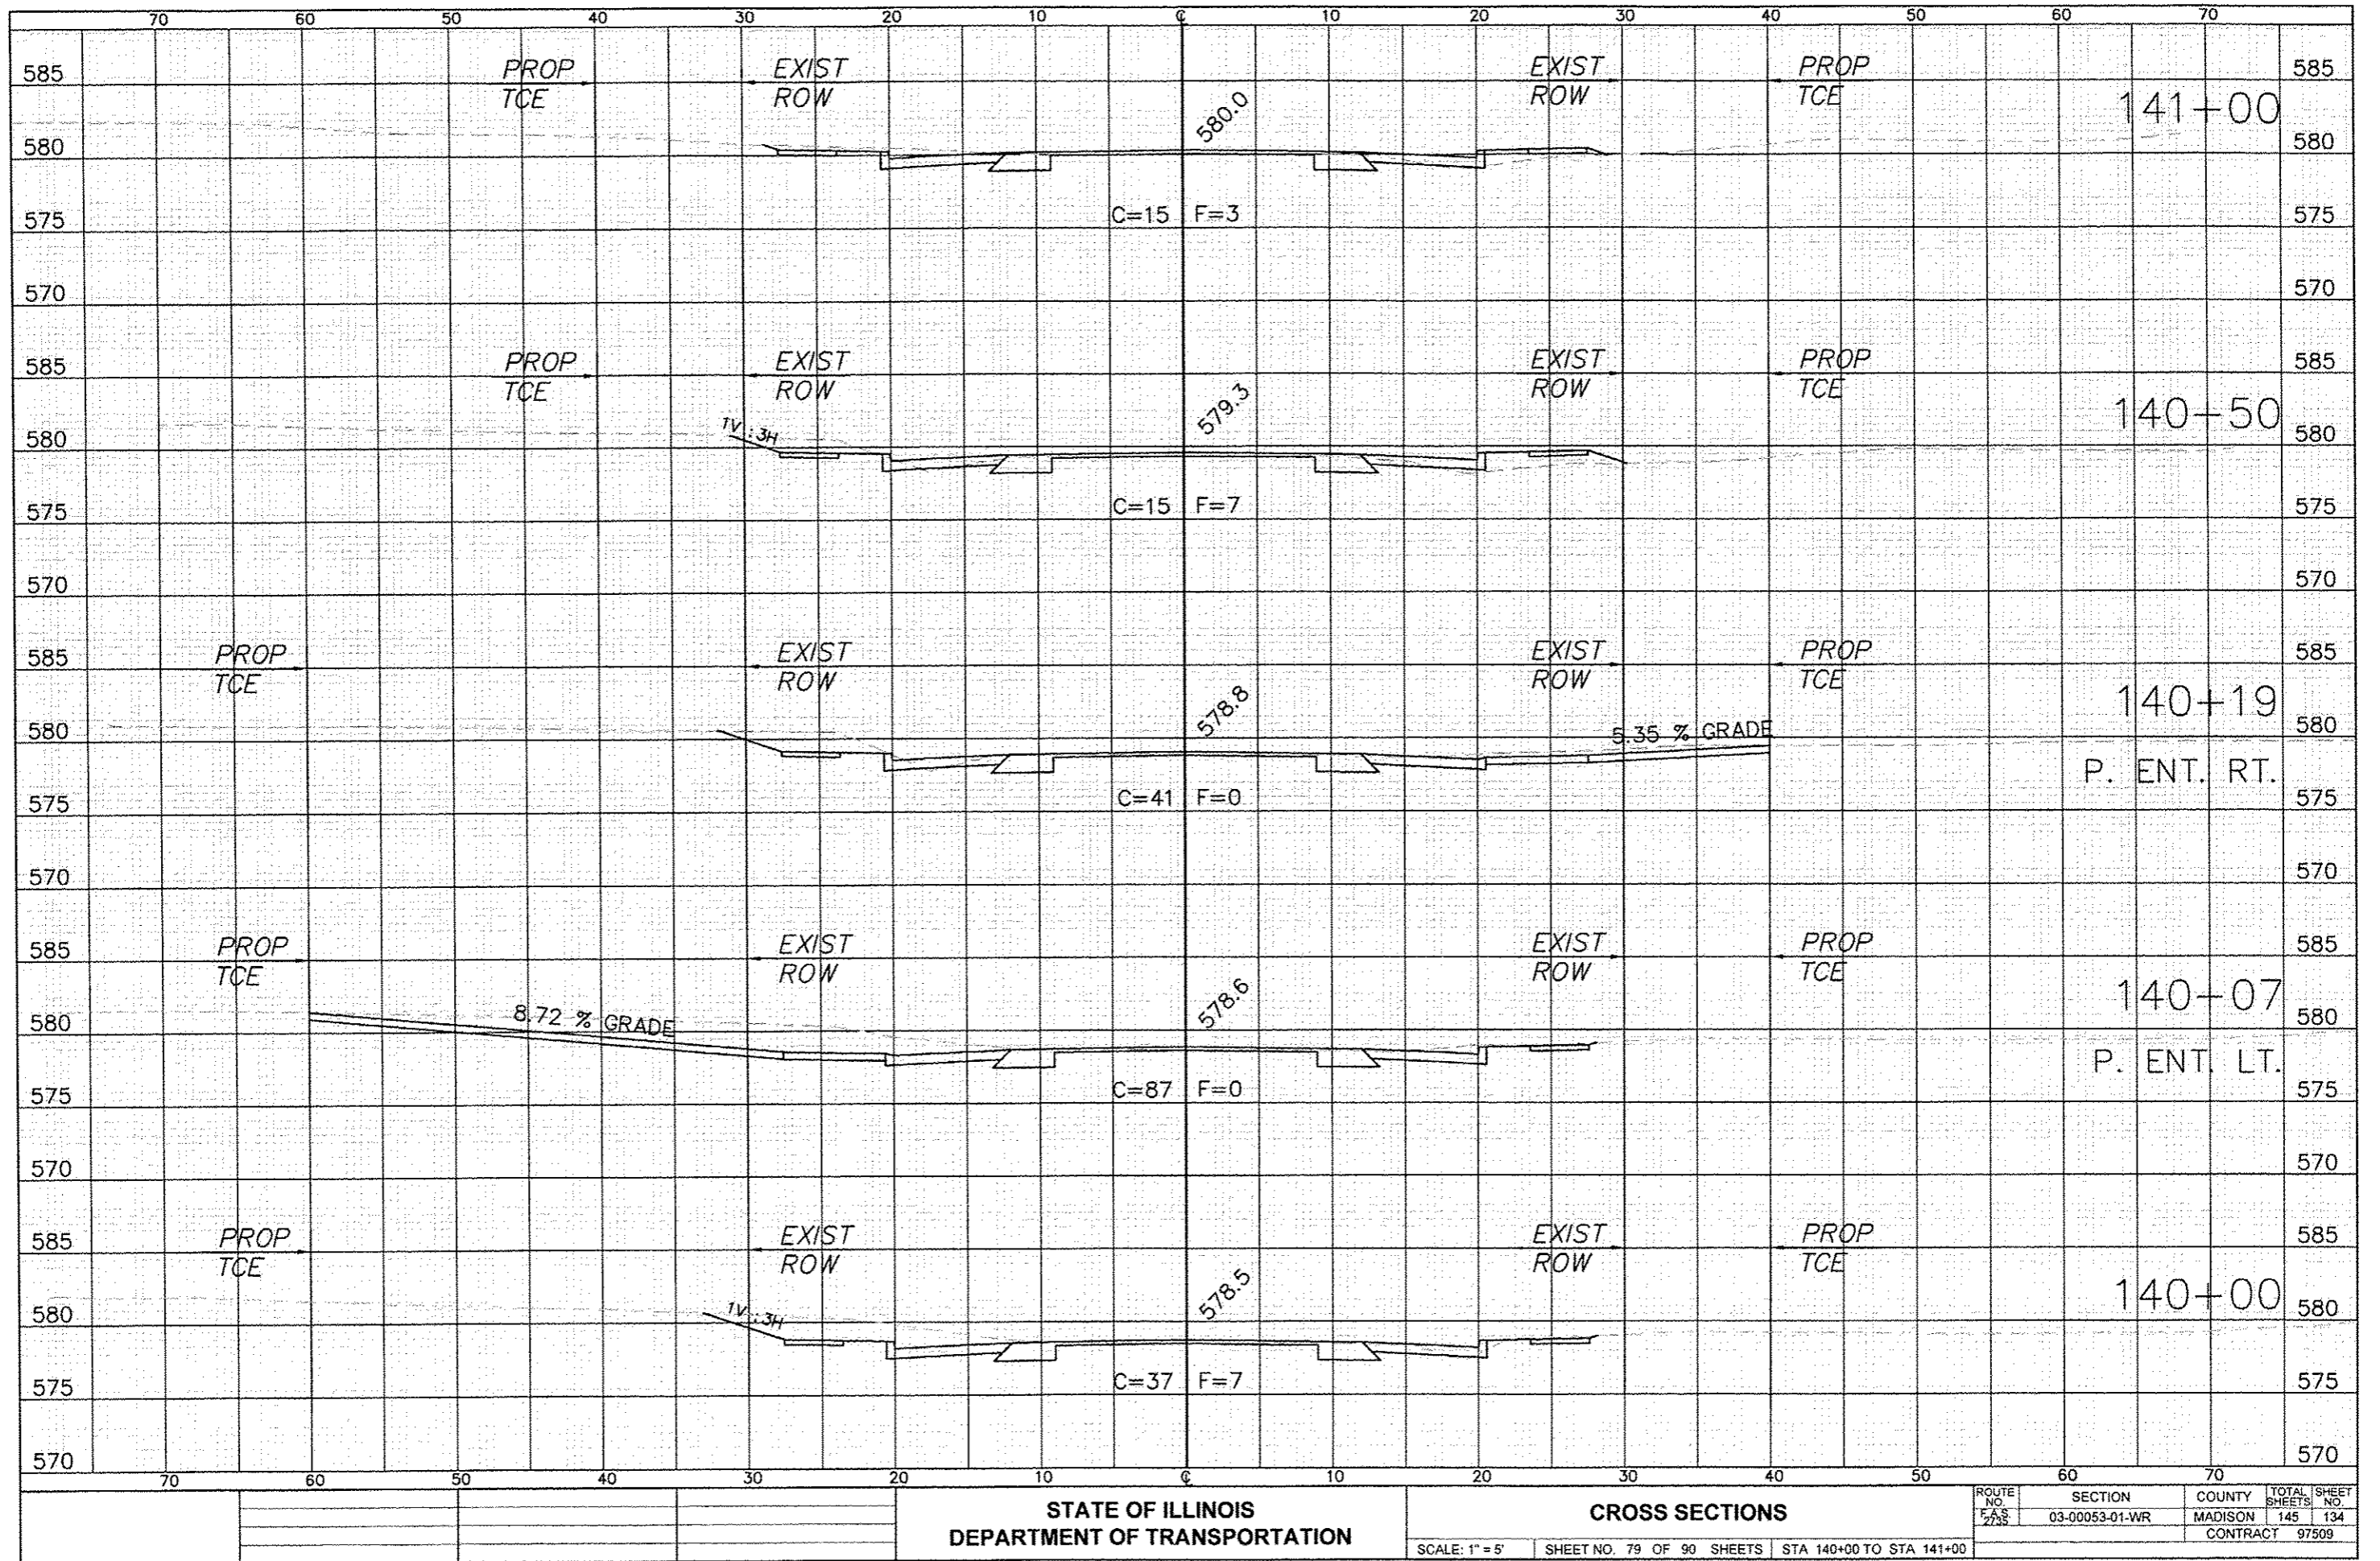 70 60 50 40 30 20 10 ℄ 10 20 30 40 50 60 70
585 PROP EXIST EXIST PROP 585
TCE ROW ROW TCE
141+00
580.0
580 580
575 C=15 F=3 575
570 570
585 PROP EXIST EXIST PROP 585
TCE ROW ROW TCE
140+50
579.3
580 1V:3H 580
575 C=15 F=7 575
570 570
585 PROP EXIST EXIST PROP 585
TCE ROW ROW TCE
140+19
578.8
580 5.35 % GRADE 580
P. ENT. RT.
575 C=41 F=0 575
570 570
585 PROP EXIST EXIST PROP 585
TCE ROW ROW TCE
140+07
578.6
580 8.72 % GRADE 580
P. ENT. LT.
575 C=87 F=0 575
570 570
585 PROP EXIST EXIST PROP 585
TCE ROW ROW TCE
140+00
578.5
580 1V:3H 580
575 C=37 F=7 575
570 570
70 60 50 40 30 20 10 ℄ 10 20 30 40 50 60 70
STATE OF ILLINOIS
DEPARTMENT OF TRANSPORTATION
CROSS SECTIONS
SCALE: 1" = 5' SHEET NO. 79 OF 90 SHEETS STA 140+00 TO STA 141+00
ROUTE NO. SECTION COUNTY TOTAL SHEETS SHEET NO.
F.A.S. 2735 03-00053-01-WR MADISON 145 134
CONTRACT 97509